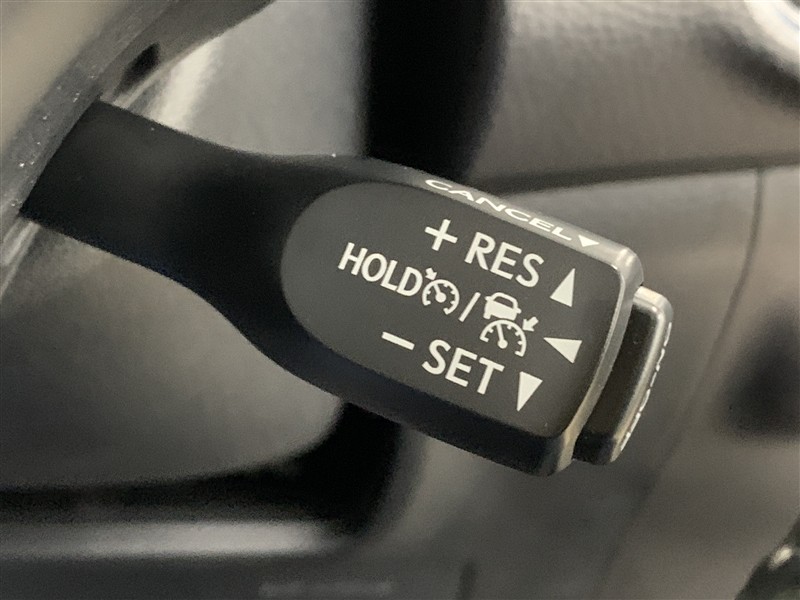 CANCEL▼
+ RES ▲
HOLD / ◀
− SET ▼